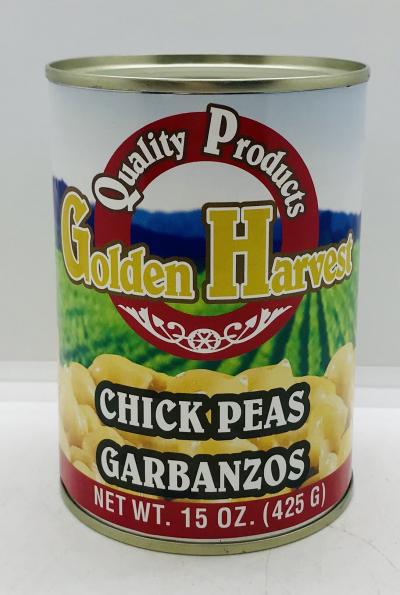 Quality Products
Golden Harvest
CHICK PEAS
GARBANZOS
NET WT. 15 OZ. (425 G)